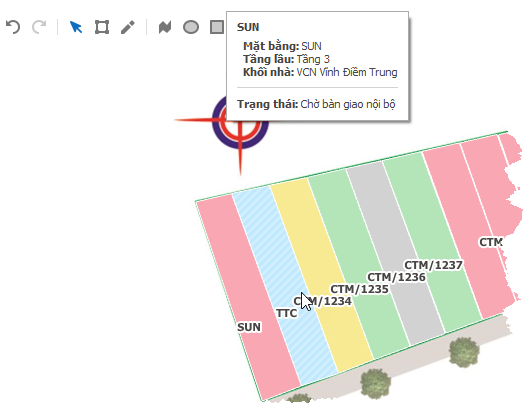 SUN
Mặt bằng: SUN
Tầng lầu: Tầng 3
Khối nhà: VCN Vĩnh Điềm Trung
Trạng thái: Chờ bàn giao nội bộ
CTM
CTM/1237
CTM/1236
CTM/1235
CTM/1234
TTC
SUN